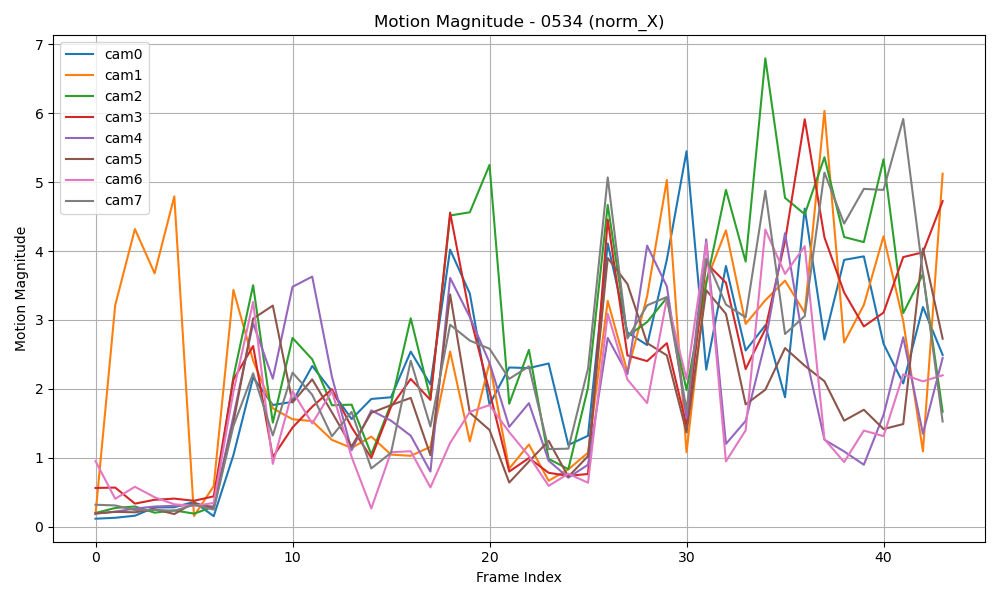 Motion Magnitude - 0534 (norm_X)
7
6
5
4
3
2
1
0
Motion Magnitude
cam0
cam1
cam2
cam3
cam4
cam5
cam6
cam7
0 10 20 30 40
Frame Index